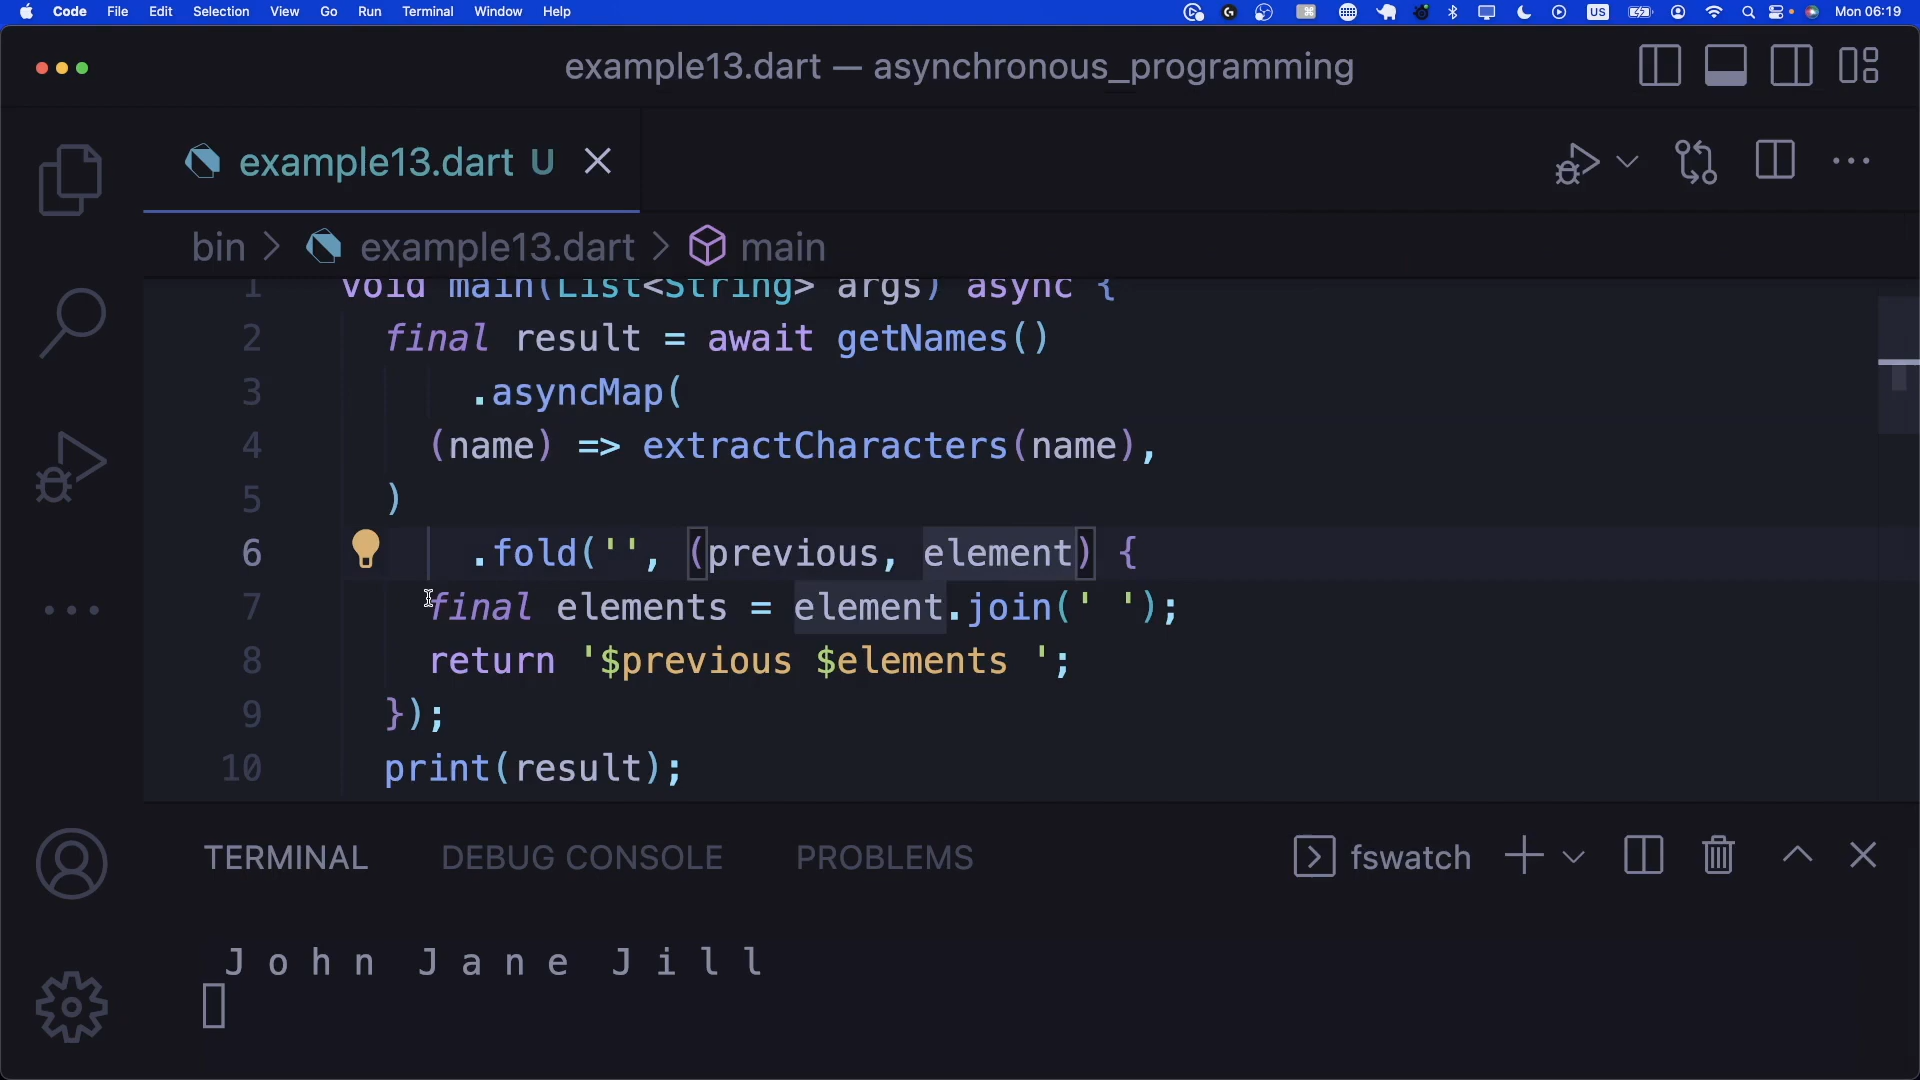 Code File Edit Selection View Go Run Terminal Window Help US Mon 06:19
example13.dart — asynchronous_programming
example13.dart U
bin > example13.dart > main
1 void main(List<String> args) async {
2 final result = await getNames()
3 .asyncMap(
4 (name) => extractCharacters(name),
5 )
6 .fold('', (previous, element) {
7 final elements = element.join(' ');
8 return '$previous $elements ';
9 });
10 print(result);
TERMINAL DEBUG CONSOLE PROBLEMS fswatch
J o h n  J a n e  J i l l